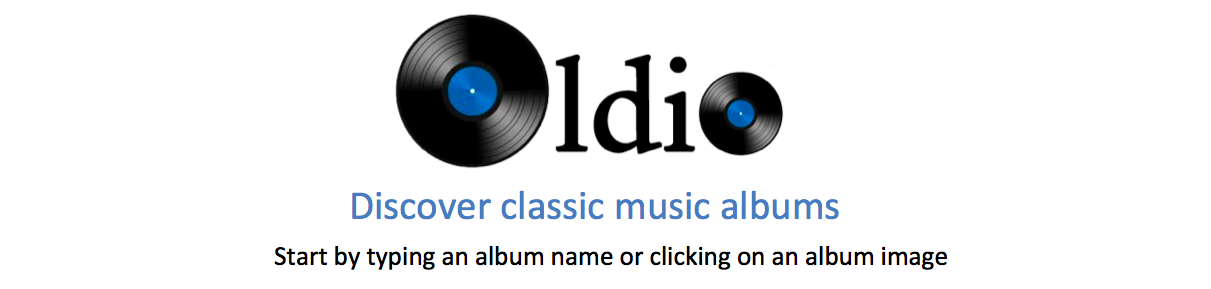 Oldio
Discover classic music albums
Start by typing an album name or clicking on an album image